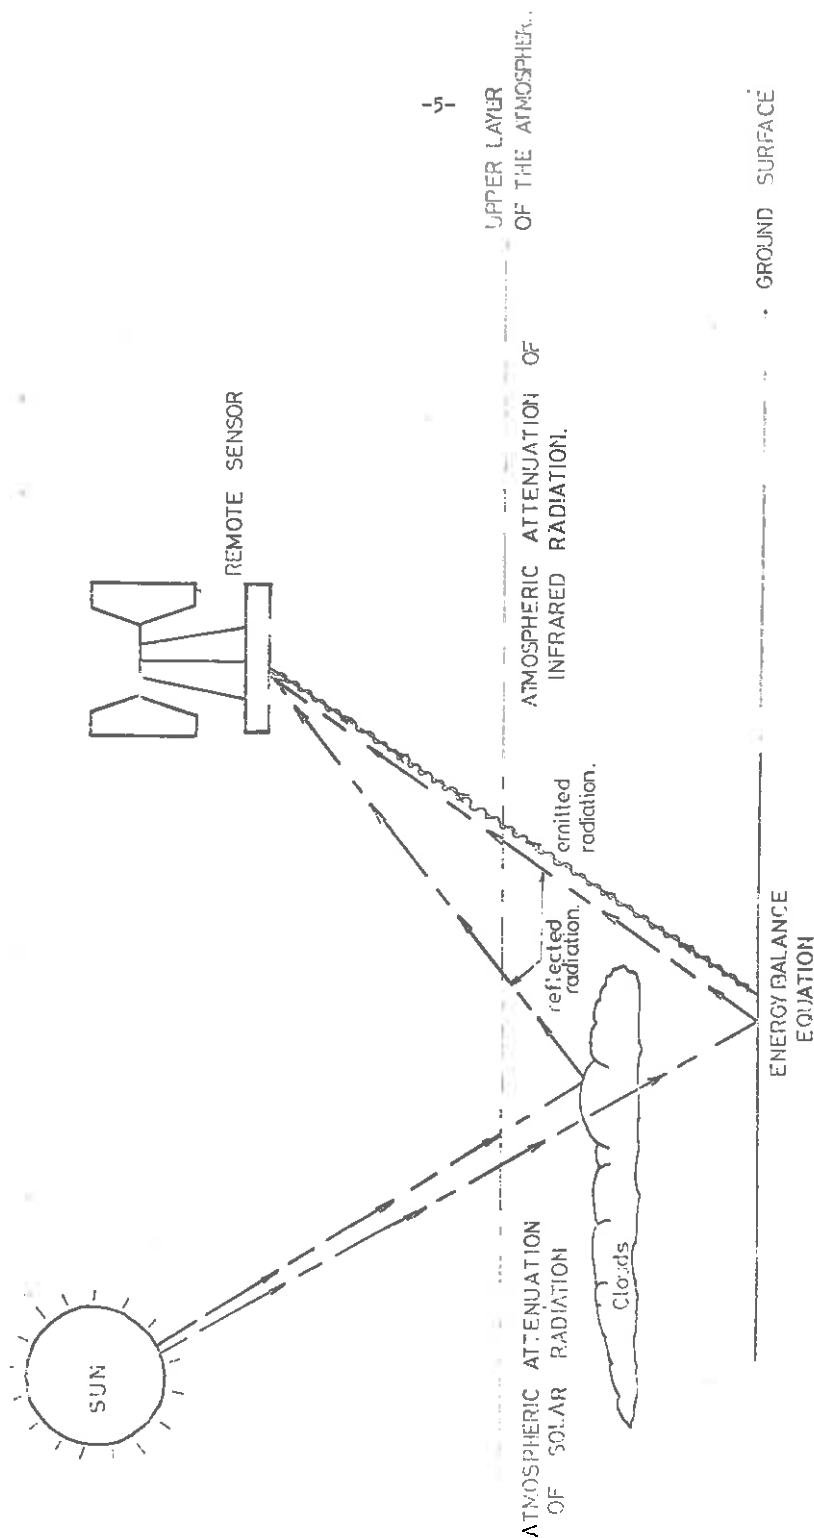 -5-
SUN
REMOTE SENSOR
UPPER LAYER
OF THE ATMOSPHER..
ATMOSPHERIC ATTENUATION
OF SOLAR RADIATION
ATMOSPHERIC ATTENUATION OF
INFRARED RADIATION.
reflected
radiation.
emitted
radiation.
Clouds
GROUND SURFACE
ENERGY BALANCE
EQUATION